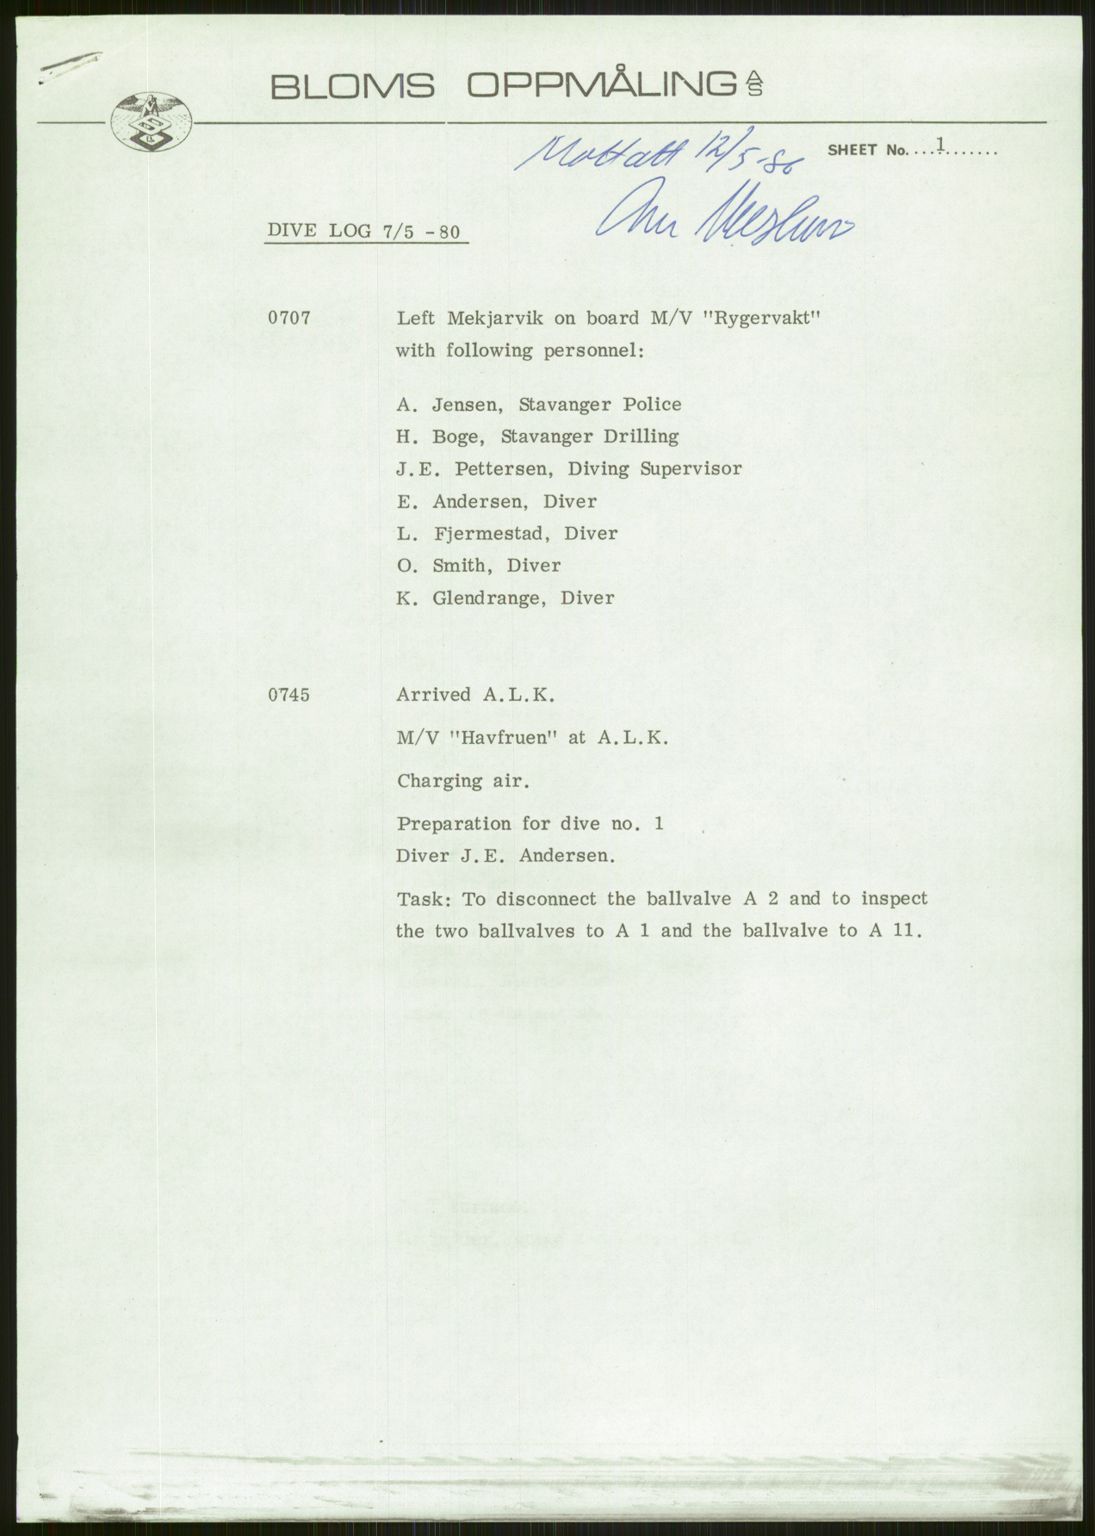 BLOMS OPPMÅLING A/S
Mottatt 12/5-80
SHEET No. ...1.......
DIVE LOG 7/5 -80
0707 Left Mekjarvik on board M/V "Rygervakt"
with following personnel:
A. Jensen, Stavanger Police
H. Boge, Stavanger Drilling
J.E. Pettersen, Diving Supervisor
E. Andersen, Diver
L. Fjermestad, Diver
O. Smith, Diver
K. Glendrange, Diver
0745 Arrived A.L.K.
M/V "Havfruen" at A.L.K.
Charging air.
Preparation for dive no. 1
Diver J.E. Andersen.
Task: To disconnect the ballvalve A 2 and to inspect
the two ballvalves to A 1 and the ballvalve to A 11.